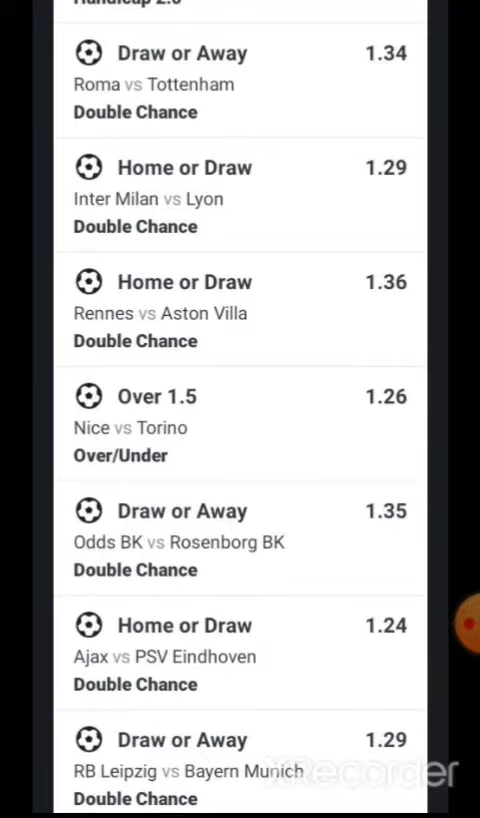 Handicap 2.0
Draw or Away 1.34
Roma vs Tottenham
Double Chance
Home or Draw 1.29
Inter Milan vs Lyon
Double Chance
Home or Draw 1.36
Rennes vs Aston Villa
Double Chance
Over 1.5 1.26
Nice vs Torino
Over/Under
Draw or Away 1.35
Odds BK vs Rosenborg BK
Double Chance
Home or Draw 1.24
Ajax vs PSV Eindhoven
Double Chance
Draw or Away 1.29
RB Leipzig vs Bayern Munich
XRecorder
Double Chance